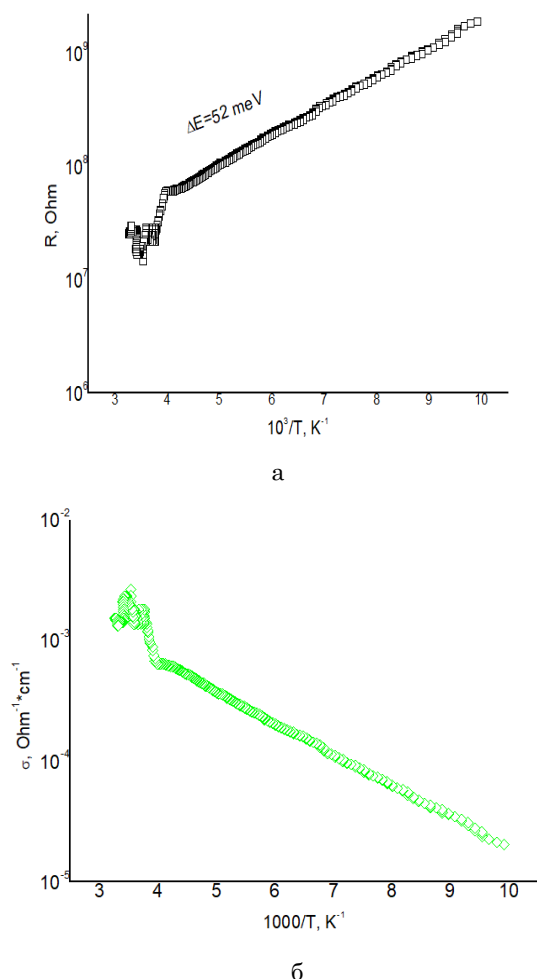 10⁹
ΔE=52 meV
10⁸
R, Ohm
10⁷
10⁶
3 4 5 6 7 8 9 10
10³/T, K⁻¹
а
10⁻²
10⁻³
σ, Ohm⁻¹*cm⁻¹
10⁻⁴
10⁻⁵
3 4 5 6 7 8 9 10
1000/T, K⁻¹
б